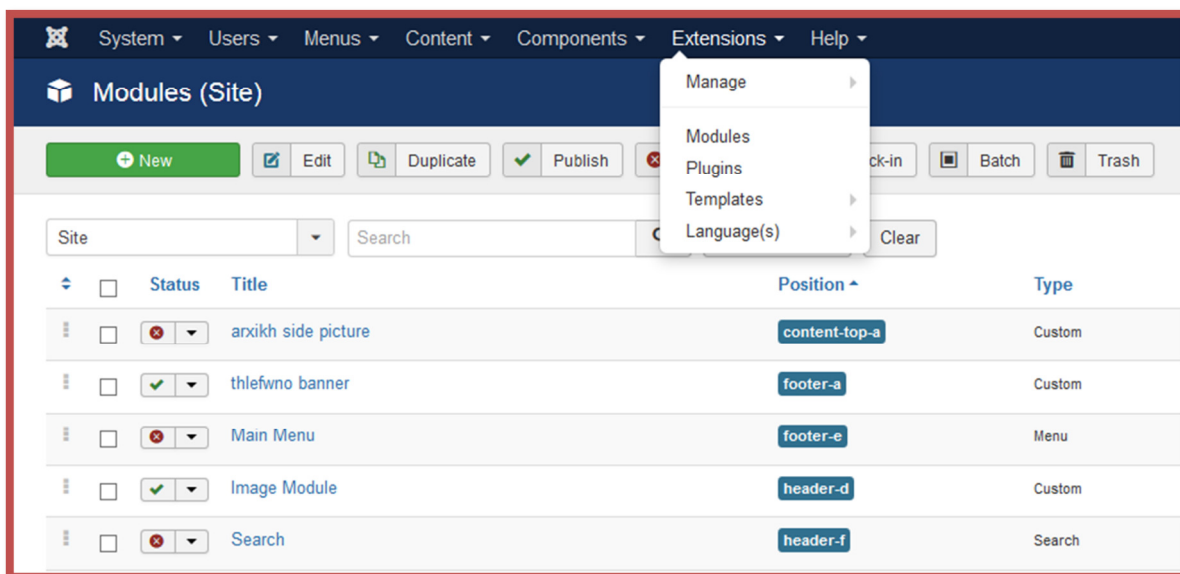 System Users Menus Content Components Extensions Help
Modules (Site)
Manage
Modules
Plugins
Templates
Language(s)
New Edit Duplicate Publish ck-in Batch Trash
Site Search Clear
Status Title Position Type
arxikh side picture content-top-a Custom
thlefwno banner footer-a Custom
Main Menu footer-e Menu
Image Module header-d Custom
Search header-f Search